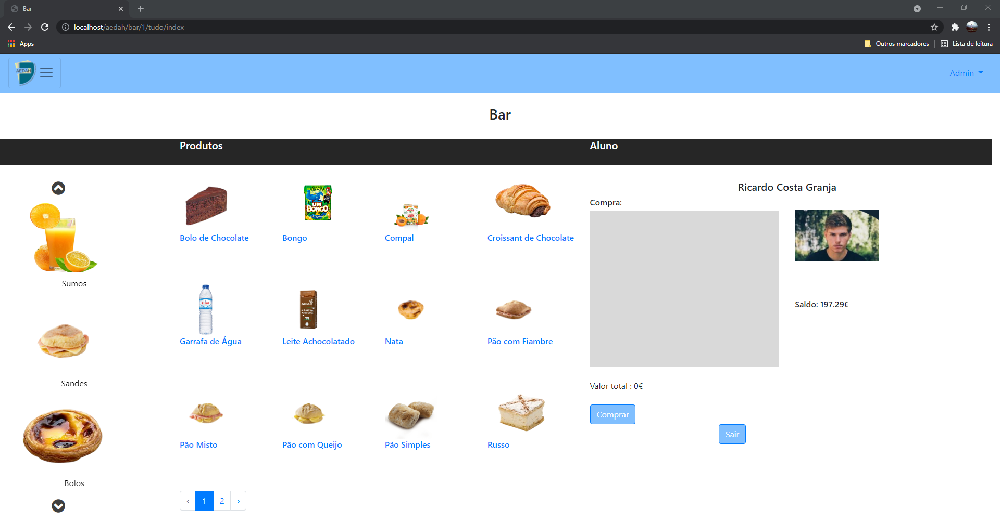 Bar
localhost/aedah/bar/1/tudo/index
Apps
Outros marcadores
Lista de leitura
AEDAH
Admin
Bar
Produtos
Aluno
Sumos
Sandes
Bolos
Bolo de Chocolate
UM
BONGO
Bongo
Compal
Croissant de Chocolate
Garrafa de Água
AGROS
Leite Achocolatado
Nata
Pão com Fiambre
Pão Misto
Pão com Queijo
Pão Simples
Russo
‹ 1 2 ›
Ricardo Costa Granja
Compra:
Saldo: 197.29€
Valor total : 0€
Comprar
Sair